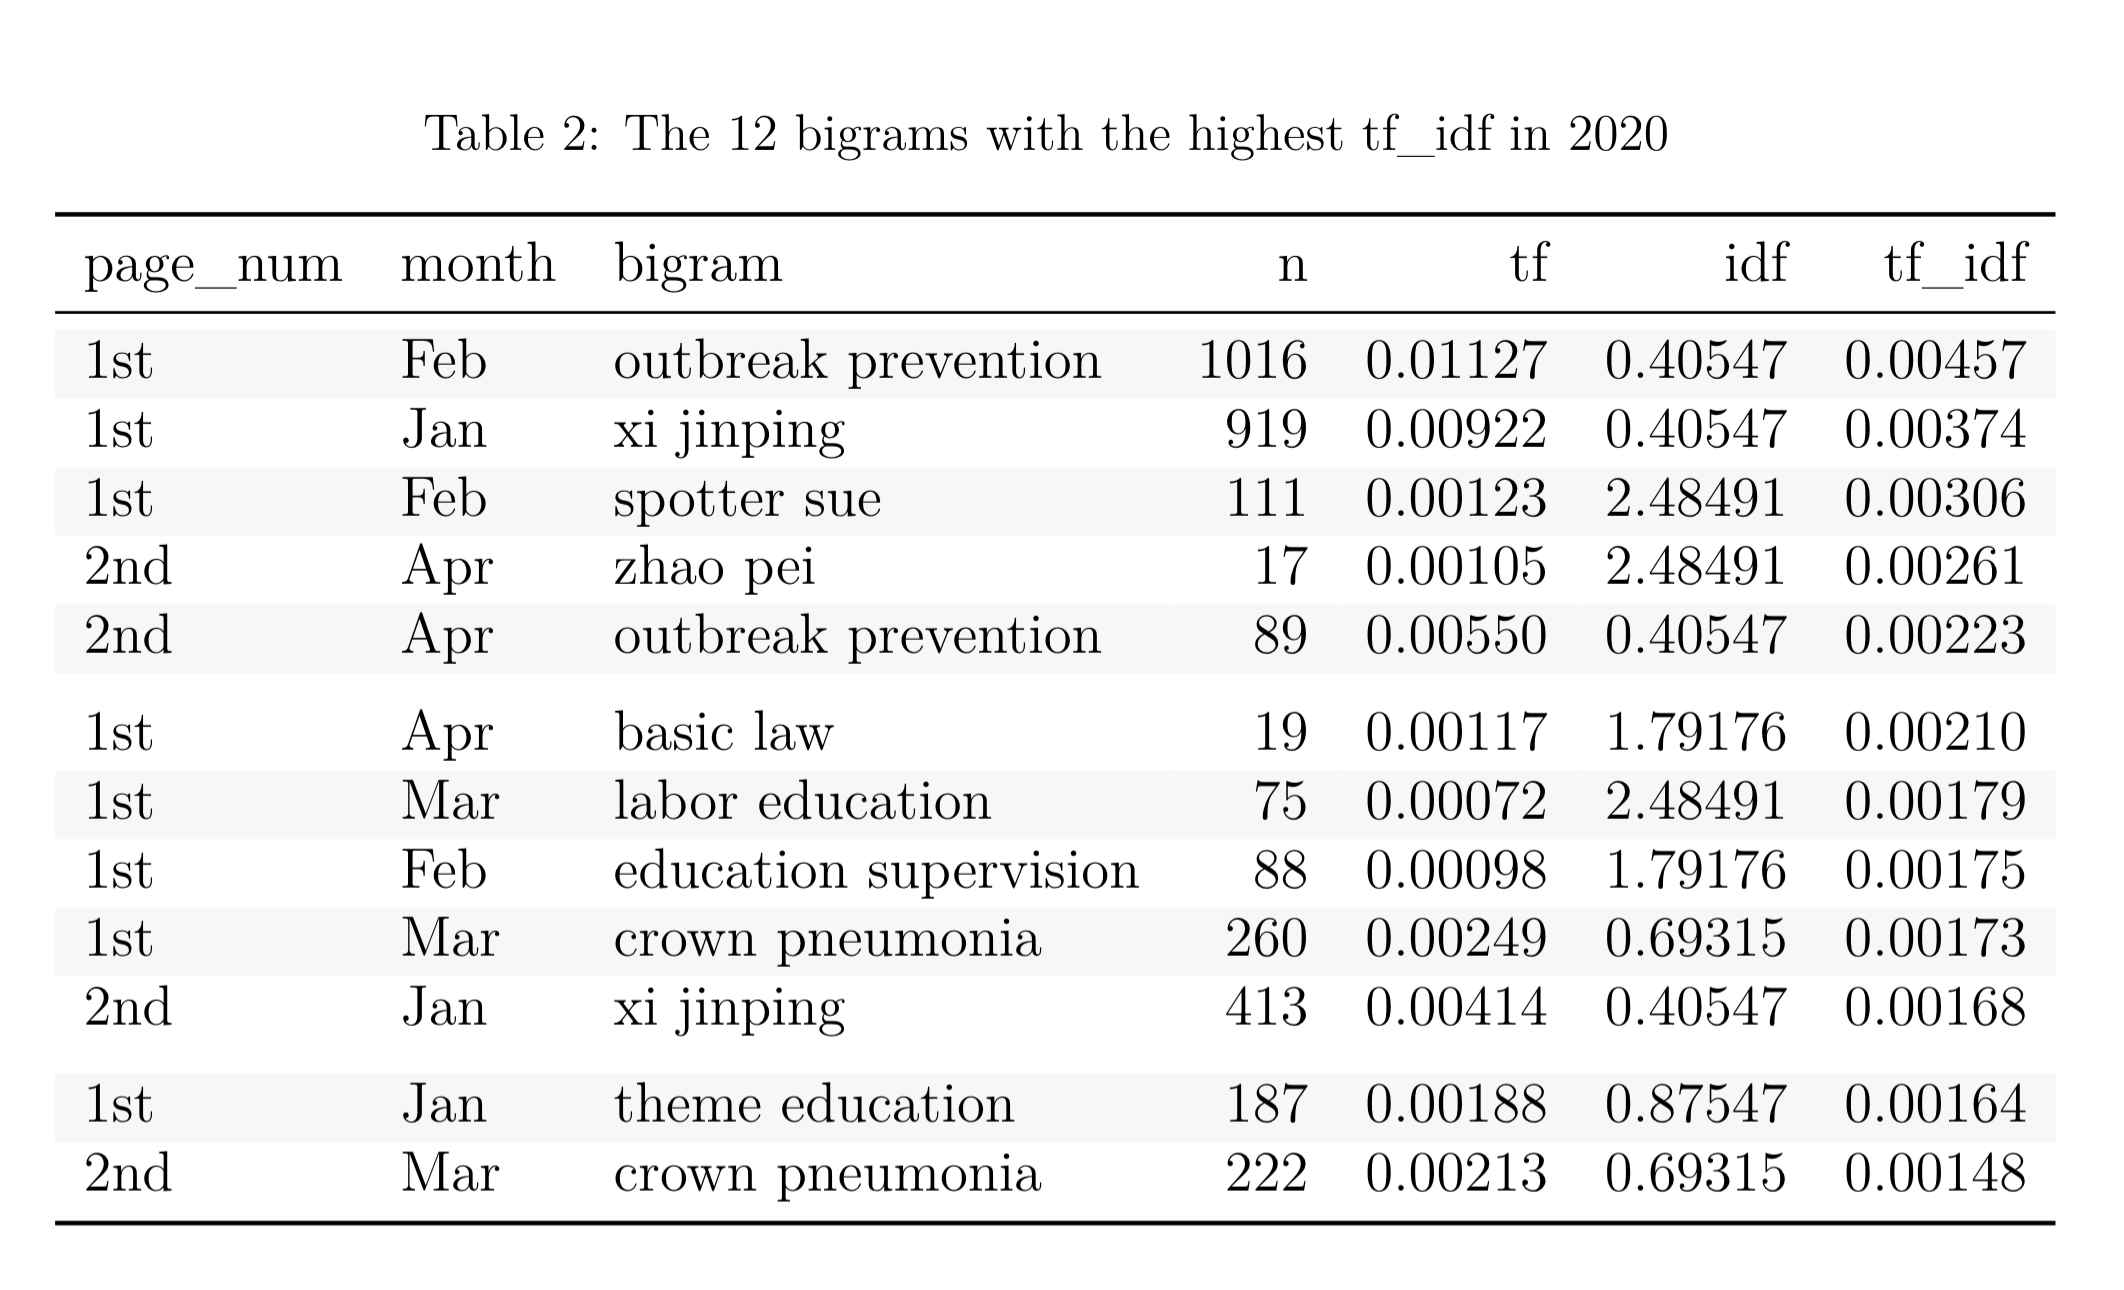 Table 2: The 12 bigrams with the highest tf_idf in 2020
page_num month bigram n tf idf tf_idf
1st Feb outbreak prevention 1016 0.01127 0.40547 0.00457
1st Jan xi jinping 919 0.00922 0.40547 0.00374
1st Feb spotter sue 111 0.00123 2.48491 0.00306
2nd Apr zhao pei 17 0.00105 2.48491 0.00261
2nd Apr outbreak prevention 89 0.00550 0.40547 0.00223
1st Apr basic law 19 0.00117 1.79176 0.00210
1st Mar labor education 75 0.00072 2.48491 0.00179
1st Feb education supervision 88 0.00098 1.79176 0.00175
1st Mar crown pneumonia 260 0.00249 0.69315 0.00173
2nd Jan xi jinping 413 0.00414 0.40547 0.00168
1st Jan theme education 187 0.00188 0.87547 0.00164
2nd Mar crown pneumonia 222 0.00213 0.69315 0.00148